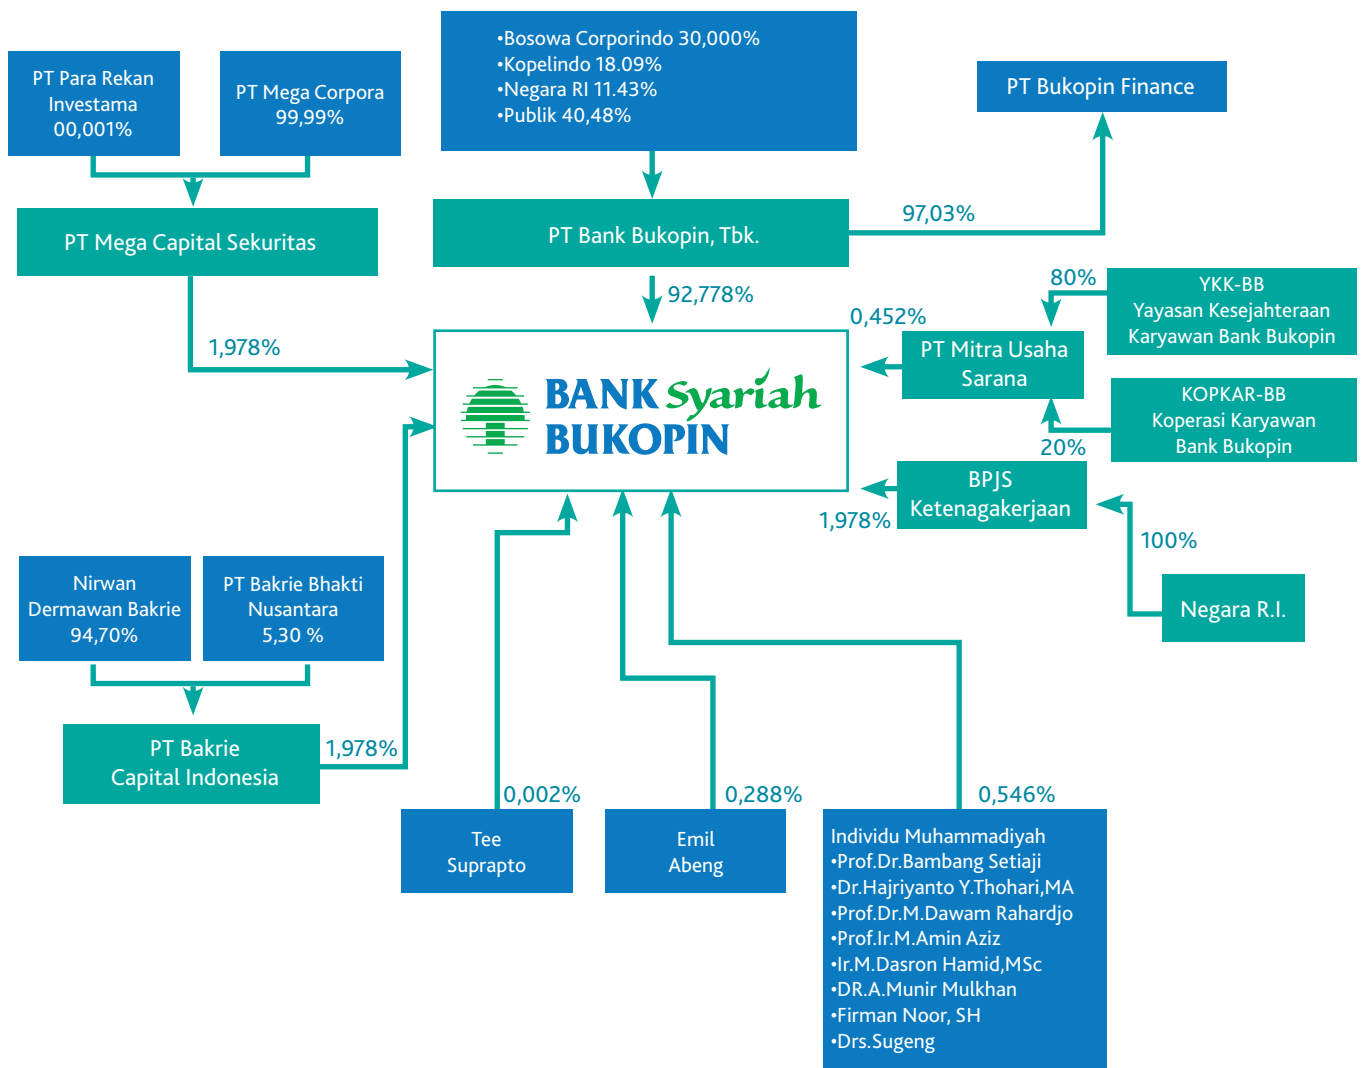 PT Para Rekan
Investama
00,001%
PT Mega Corpora
99,99%
•Bosowa Corporindo 30,000%
•Kopelindo 18.09%
•Negara RI 11.43%
•Publik 40,48%
PT Bukopin Finance
PT Mega Capital Sekuritas
PT Bank Bukopin, Tbk.
97,03%
92,778%
1,978%
0,452%
80%
YKK-BB
Yayasan Kesejahteraan
Karyawan Bank Bukopin
PT Mitra Usaha
Sarana
KOPKAR-BB
Koperasi Karyawan
Bank Bukopin
20%
BANK Syariah
BUKOPIN
BPJS
Ketenagakerjaan
1,978%
100%
Negara R.I.
Nirwan
Dermawan Bakrie
94,70%
PT Bakrie Bhakti
Nusantara
5,30 %
PT Bakrie
Capital Indonesia
1,978%
0,002%
Tee
Suprapto
0,288%
Emil
Abeng
0,546%
Individu Muhammadiyah
•Prof.Dr.Bambang Setiaji
•Dr.Hajriyanto Y.Thohari,MA
•Prof.Dr.M.Dawam Rahardjo
•Prof.Ir.M.Amin Aziz
•Ir.M.Dasron Hamid,MSc
•DR.A.Munir Mulkhan
•Firman Noor, SH
•Drs.Sugeng